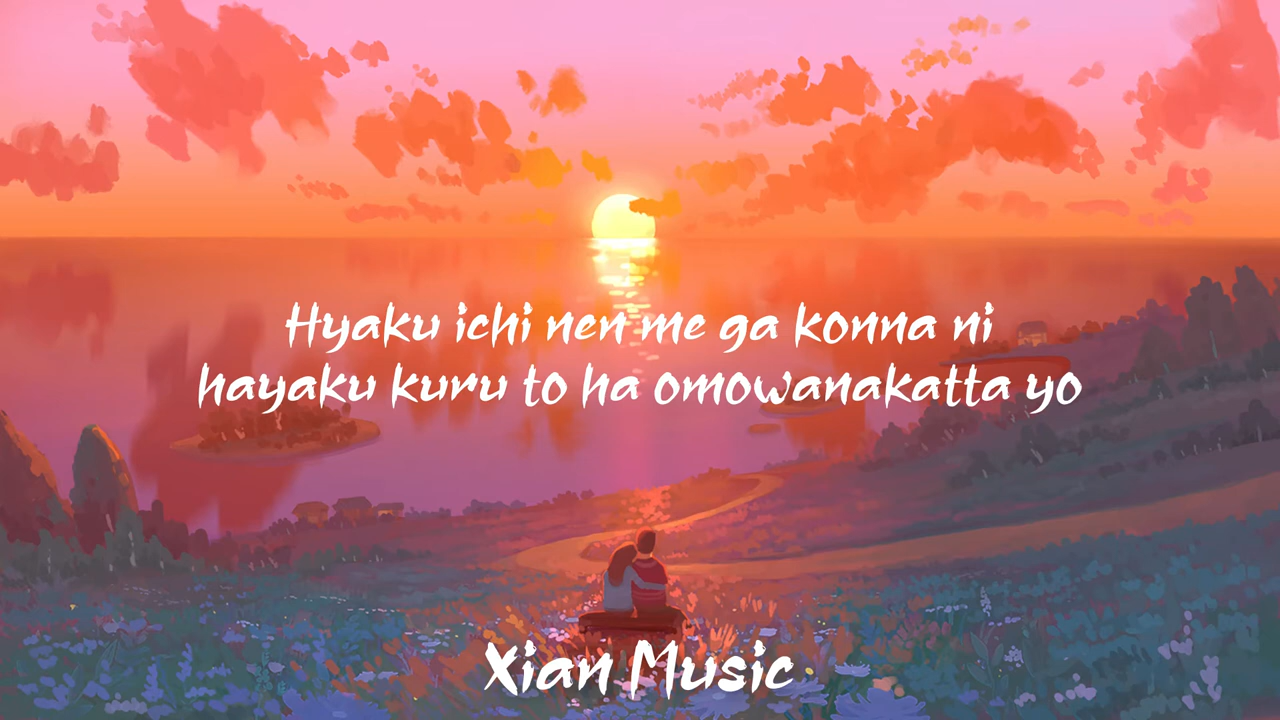 Hyaku ichi nen me ga konna ni
hayaku kuru to ha omowanakatta yo
Xian Music